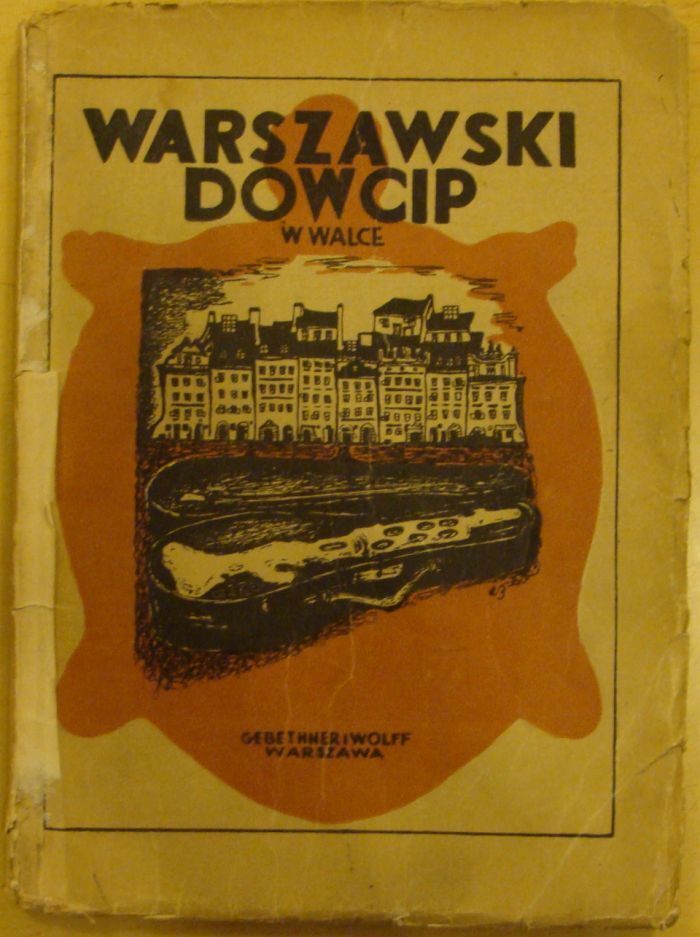 WARSZAWSKI
DOWCIP
W WALCE
GEBETHNER I WOLFF
WARSZAWA